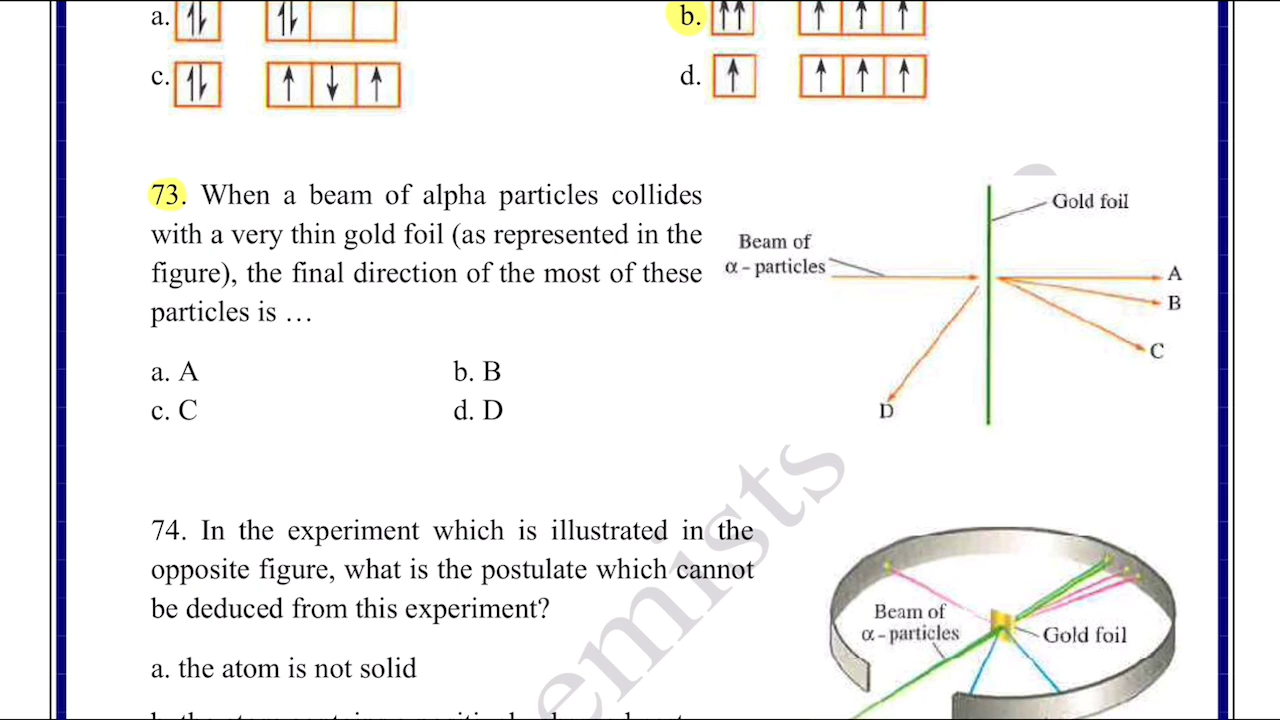 a.
b.
c.
d.
73. When a beam of alpha particles collides
with a very thin gold foil (as represented in the
figure), the final direction of the most of these
particles is …
a. A
b. B
c. C
d. D
Gold foil
Beam of
α - particles
A
B
C
D
74. In the experiment which is illustrated in the
opposite figure, what is the postulate which cannot
be deduced from this experiment?
a. the atom is not solid
Beam of
α - particles
Gold foil
emists